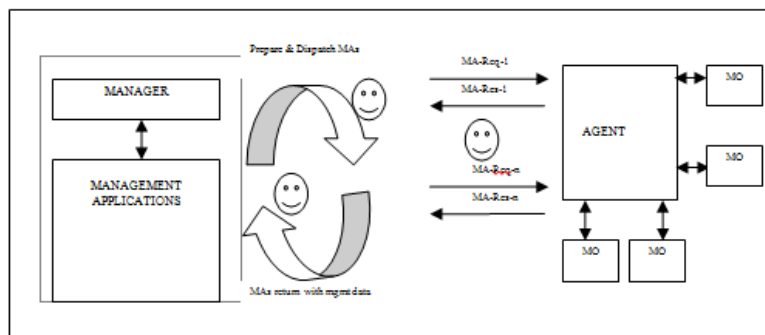 Prepare & Dispatch MAs
MANAGER
MANAGEMENT
APPLICATIONS
MAs return with mgmt data
MA-Req-1
MA-Res-1
MA-Req-n
MA-Res-n
AGENT
MO
MO
MO
MO